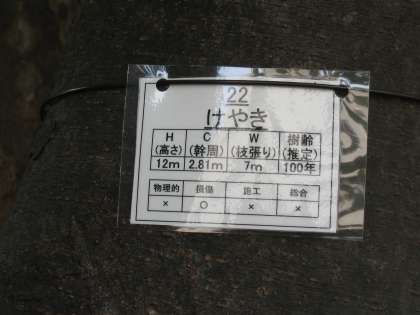 22
けやき
H C W 樹齢
(高さ) (幹周) (枝張り) (推定)
12m 2.81m 7m 100年
物理的 損傷 施工 総合
× ○ × ×